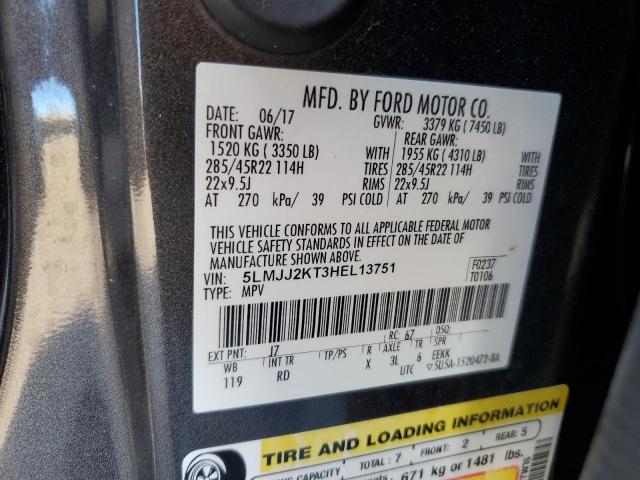 MFD. BY FORD MOTOR CO.
DATE: 06/17 GVWR: 3379 KG ( 7450 LB)
FRONT GAWR: REAR GAWR:
1520 KG ( 3350 LB) WITH 1955 KG ( 4310 LB) WITH
285/45R22 114H TIRES 285/45R22 114H TIRES
22x9.5J RIMS 22x9.5J RIMS
AT 270 kPa/ 39 PSI COLD AT 270 kPa/ 39 PSI COLD
THIS VEHICLE CONFORMS TO ALL APPLICABLE FEDERAL MOTOR
VEHICLE SAFETY STANDARDS IN EFFECT ON THE DATE OF
MANUFACTURE SHOWN ABOVE.
VIN: 5LMJJ2KT3HEL13751 F0237
TYPE: MPV T0106
EXT PNT: J7 RC: 67 DSO:
WB INT TR TP/PS R AXLE TR SPR
119 RD X 3L 6 EEKK
UTC ▽5U5A-1520472-BA
TIRE AND LOADING INFORMATION
CAPACITY TOTAL: 7 FRONT: 2 REAR: 5
671 kg or 1481 lbs.